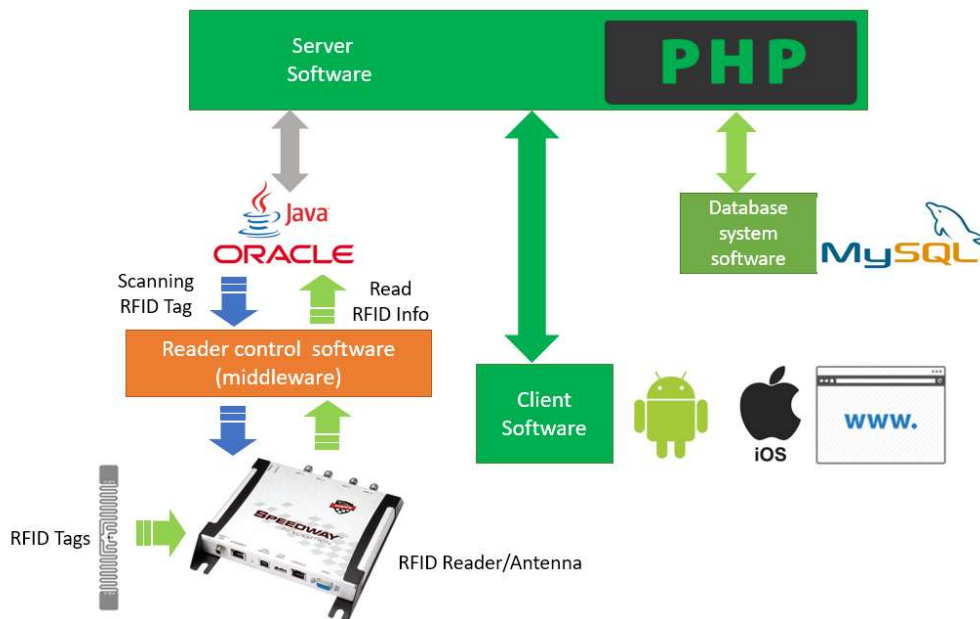 Server
Software
PHP
Java
ORACLE
Database
system
software
MySQL
Scanning
RFID Tag
Read
RFID Info
Reader control software
(middleware)
Client
Software
iOS
www.
RFID Tags
SPEEDWAY
RFID Reader/Antenna